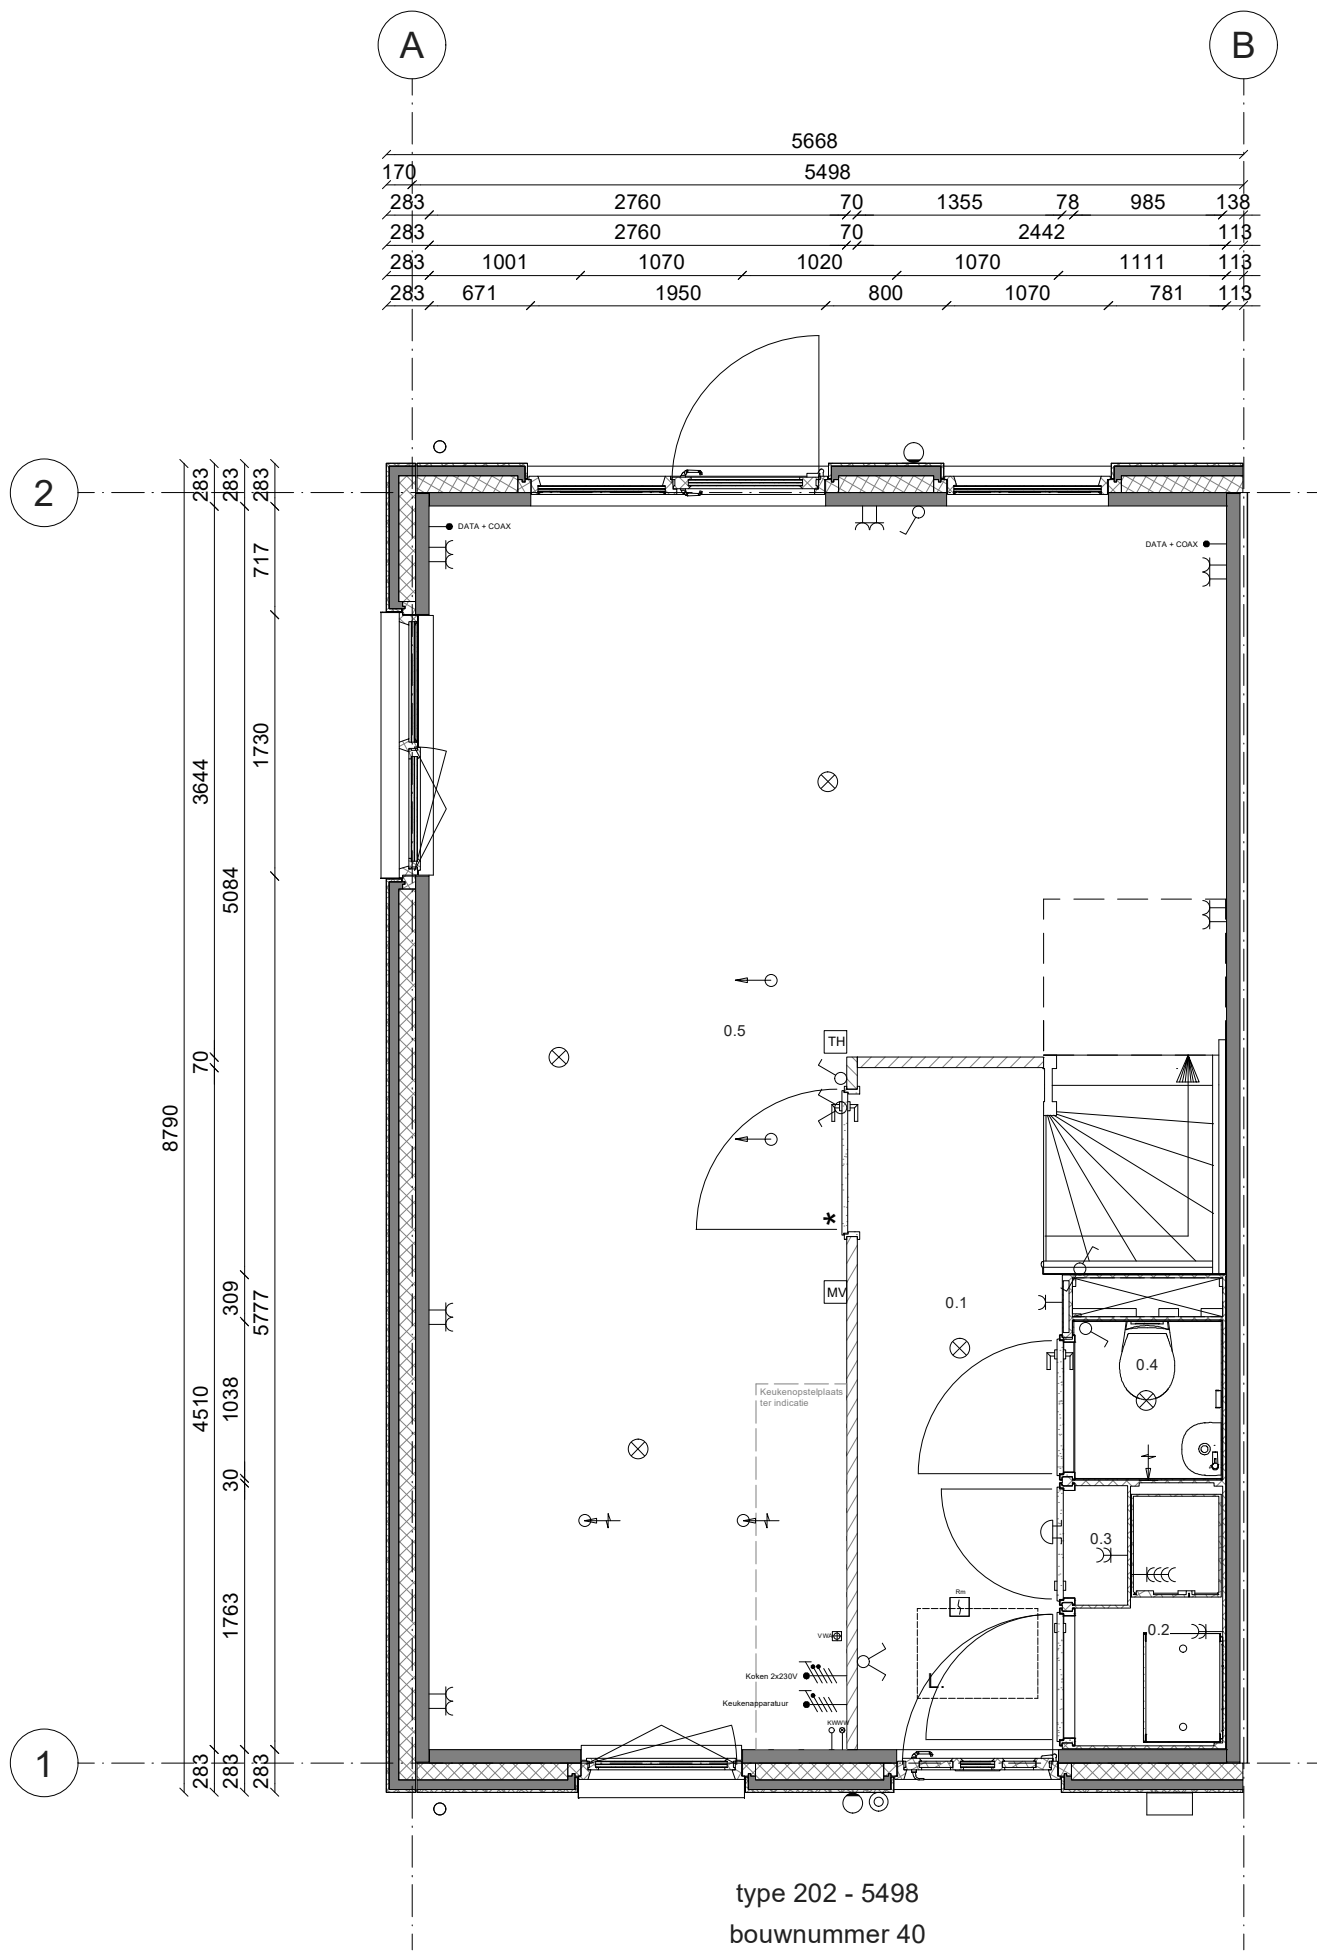 A B
5668
170 5498
283 2760 70 1355 78 985 138
283 2760 70 2442 113
283 1001 1070 1020 1070 1111 113
283 671 1950 800 1070 781 113
2
283 283 283
DATA + COAX
DATA + COAX
717
1730
3644
5084
0.5
TH
70
8790
MV
0.1
309
5777
0.4
Keukenopstelplaats
ter indicatie
1038
4510
30
0.3
Rm
1763
0.2
VWA
Koken 2x230V
L.
Keukenapparatuur
KWWW
1
283 283 283
type 202 - 5498
bouwnummer 40